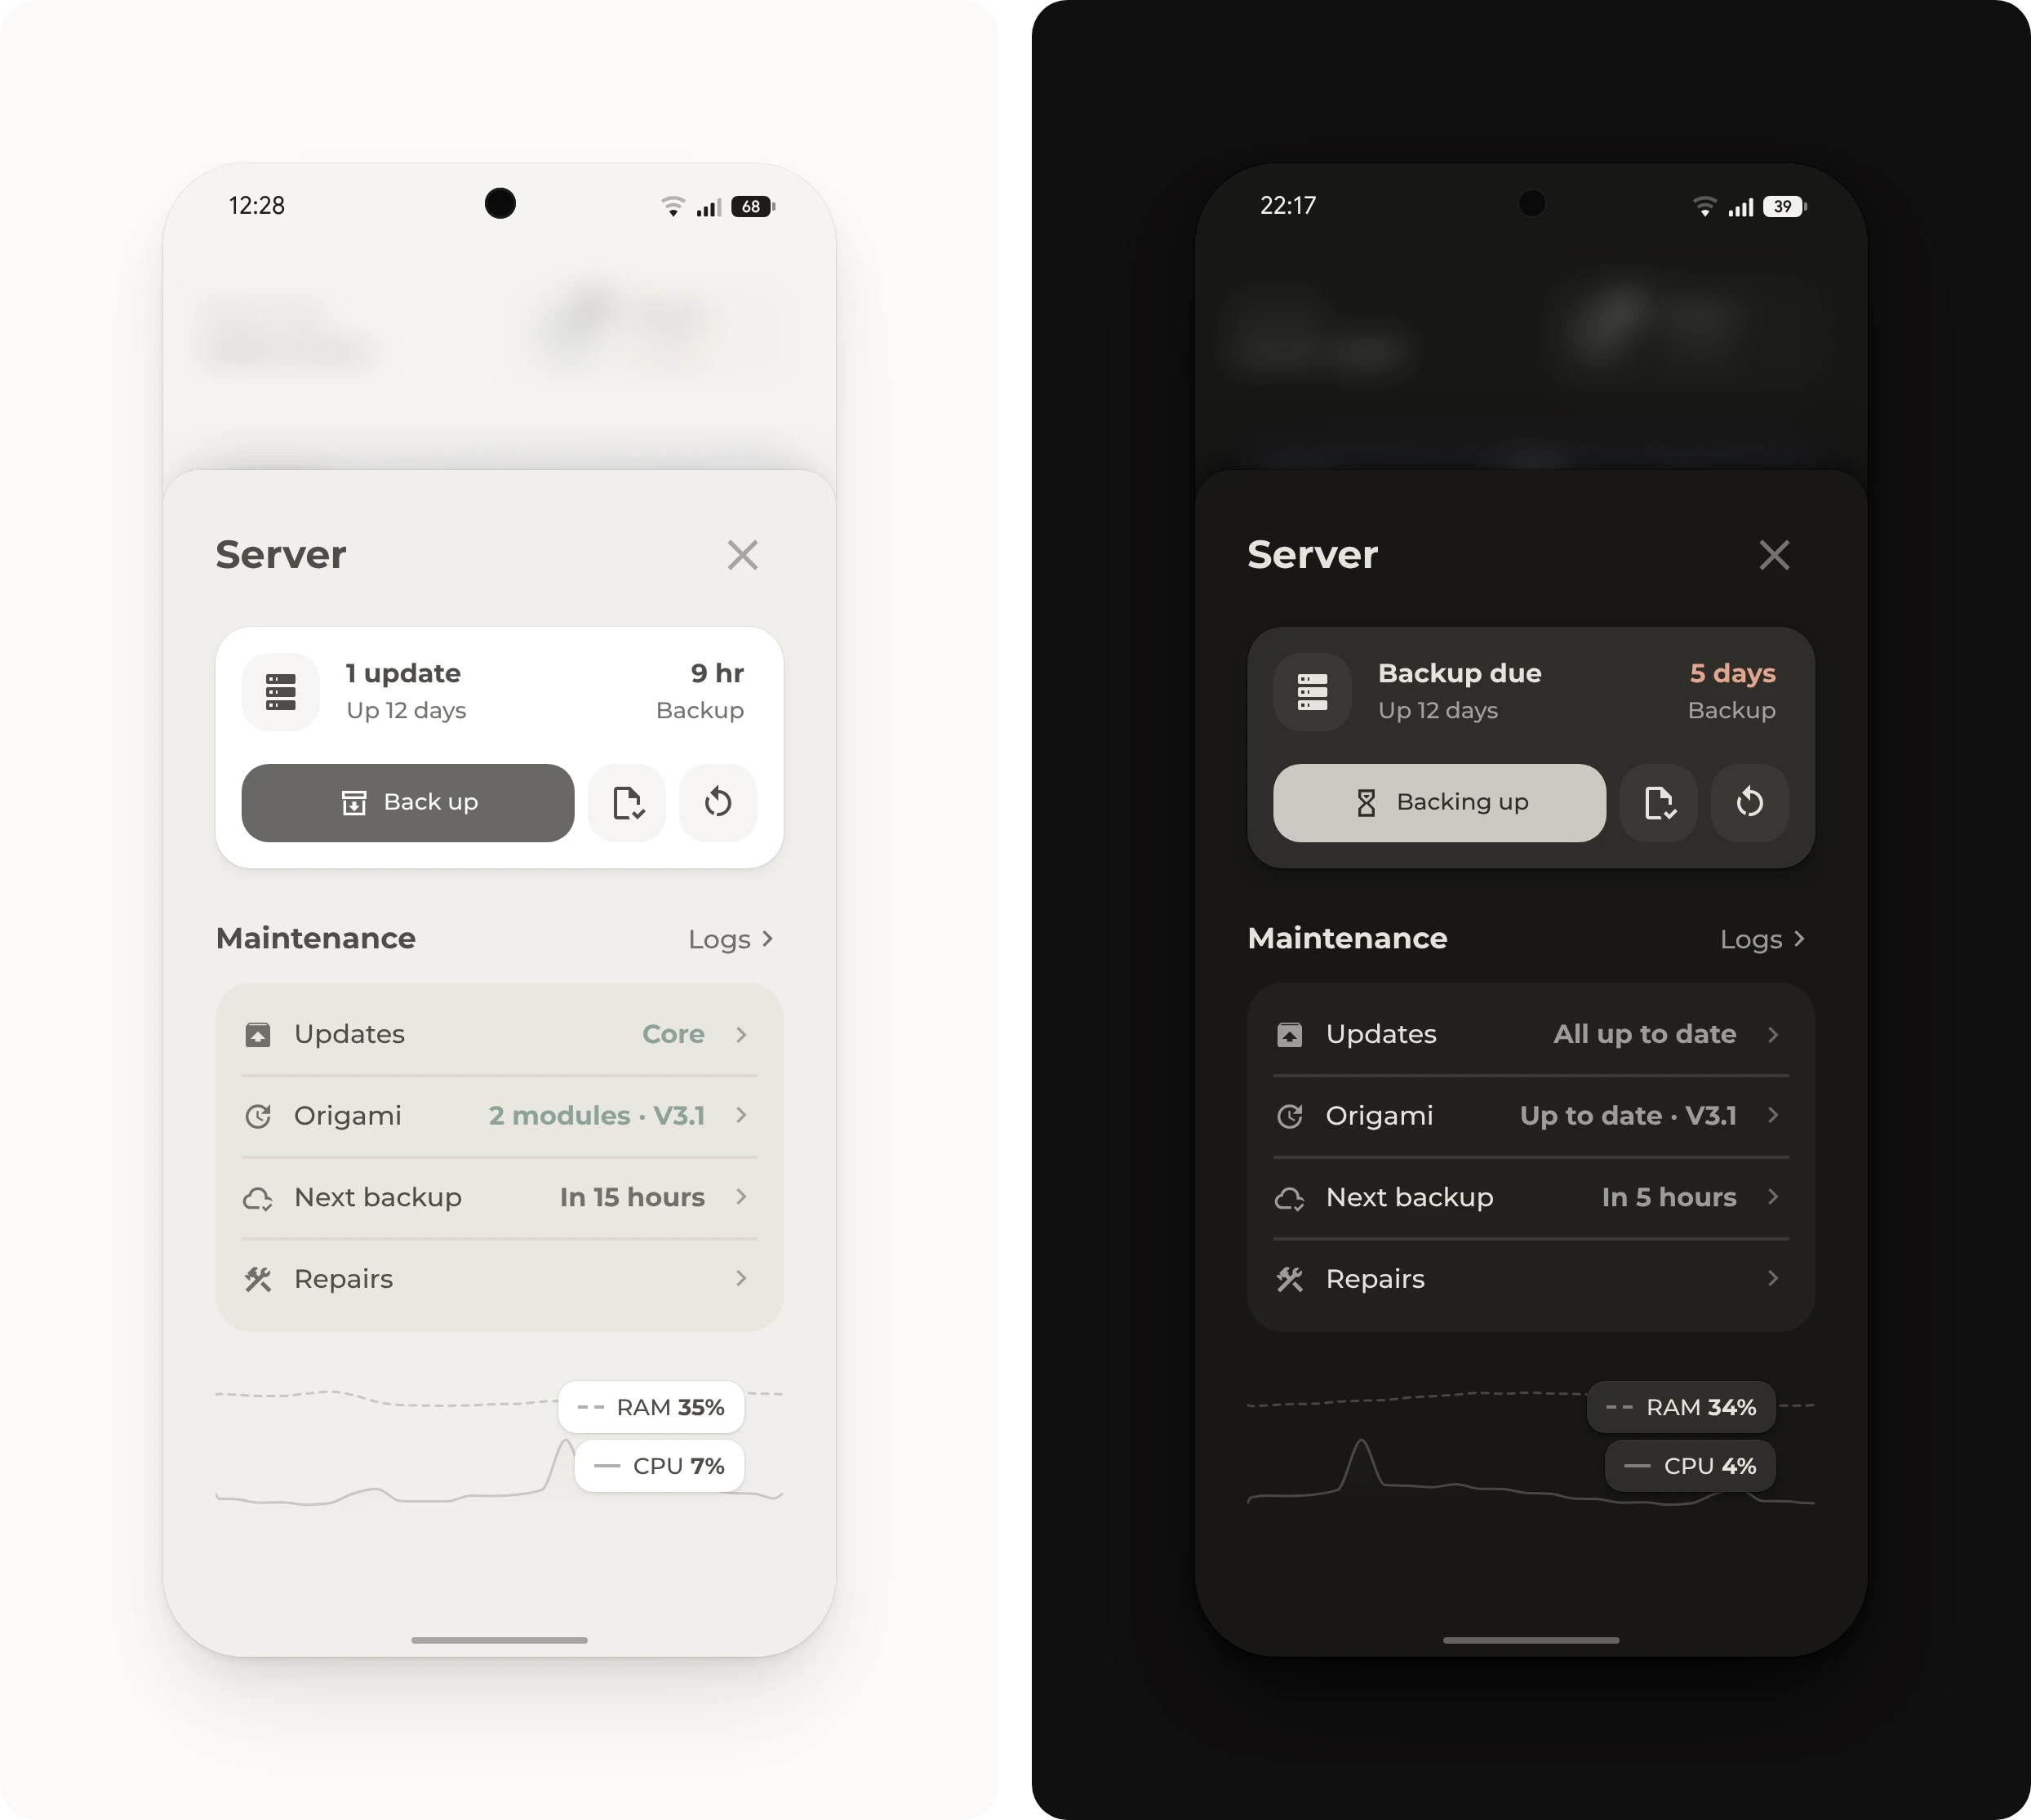 12:28
68
Server
1 update
9 hr
Up 12 days
Backup
Back up
Maintenance
Logs
Updates
Core
Origami
2 modules · V3.1
Next backup
In 15 hours
Repairs
RAM 35%
CPU 7%
22:17
39
Server
Backup due
5 days
Up 12 days
Backup
Backing up
Maintenance
Logs
Updates
All up to date
Origami
Up to date · V3.1
Next backup
In 5 hours
Repairs
RAM 34%
CPU 4%